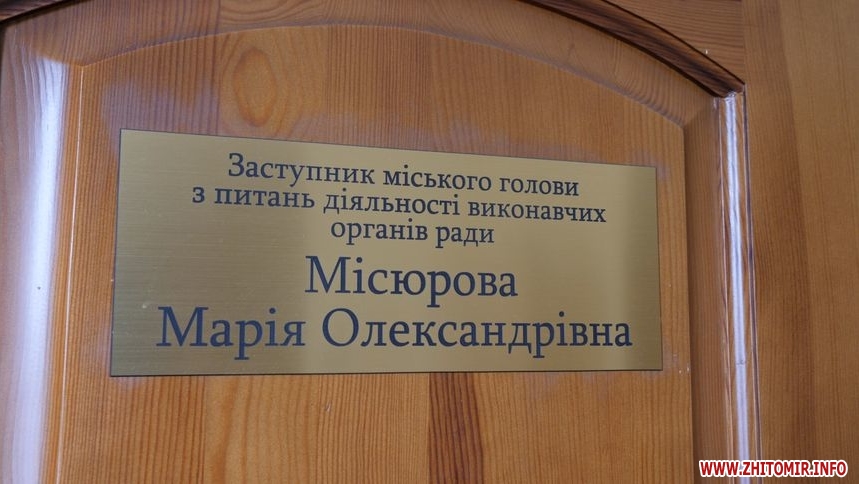 Заступник міського голови
з питань діяльності виконавчих
органів ради
Місюрова
Марія Олександрівна
WWW.ZHITOMIR.INFO